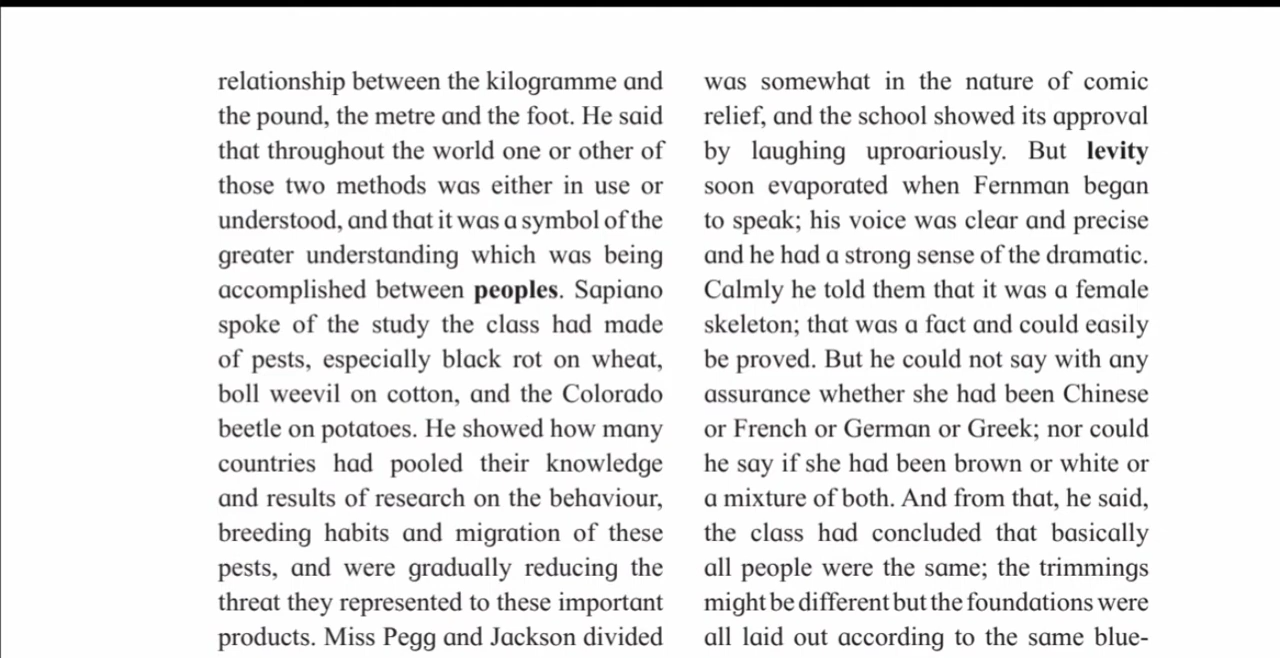 relationship between the kilogramme and
the pound, the metre and the foot. He said
that throughout the world one or other of
those two methods was either in use or
understood, and that it was a symbol of the
greater understanding which was being
accomplished between peoples. Sapiano
spoke of the study the class had made
of pests, especially black rot on wheat,
boll weevil on cotton, and the Colorado
beetle on potatoes. He showed how many
countries had pooled their knowledge
and results of research on the behaviour,
breeding habits and migration of these
pests, and were gradually reducing the
threat they represented to these important
products. Miss Pegg and Jackson divided
was somewhat in the nature of comic
relief, and the school showed its approval
by laughing uproariously. But levity
soon evaporated when Fernman began
to speak; his voice was clear and precise
and he had a strong sense of the dramatic.
Calmly he told them that it was a female
skeleton; that was a fact and could easily
be proved. But he could not say with any
assurance whether she had been Chinese
or French or German or Greek; nor could
he say if she had been brown or white or
a mixture of both. And from that, he said,
the class had concluded that basically
all people were the same; the trimmings
might be different but the foundations were
all laid out according to the same blue-